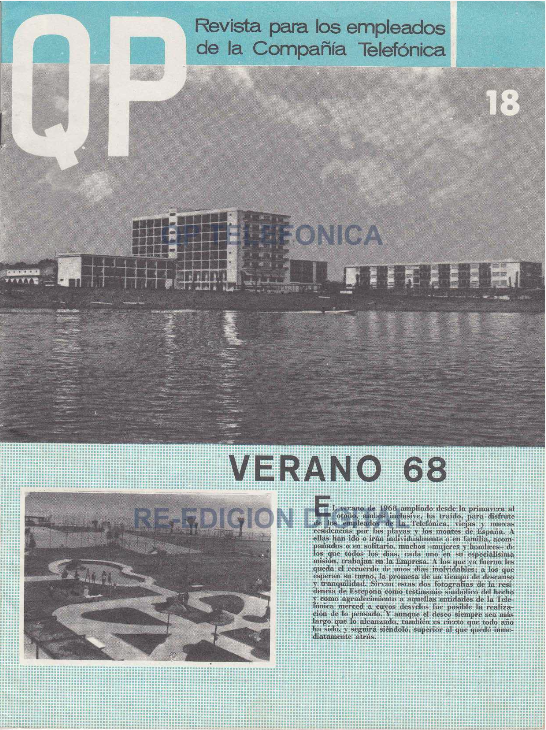 QP
Revista para los empleados
de la Compañía Telefónica
18
QP TELEFONICA
VERANO 68
RE-EDICION DIGITAL
El verano de 1968, ampliado desde la primavera al
otoño, ambas inclusive, ha traído, para disfrute
de los empleados de Telefónica, viejas y nuevas
residencias por las playas y los montes de España. A
ellas han ido o irán individualmente o en familia, acom-
pañados o en solitario, muchos —mujeres y hombres— de
los que todos los días, cada uno en su especialísima
misión, trabajan en la Empresa. A los que ya fueron les
queda el recuerdo de unos días inolvidables; a los que
esperan su turno, la promesa de un tiempo de descanso
y tranquilidad. Sirvan estas dos fotografías de la resi-
dencia de Estepona como testimonio simbólico del hecho
y como agradecimiento a aquellas entidades de la Tele-
fónica merced a cuyos desvelos fue posible la realiza-
ción de lo pensado. Y aunque el deseo siempre sea más
largo que lo alcanzado, también es cierto que todo año
ha sido, y seguirá siéndolo, superior al que quedó inme-
diatamente atrás.